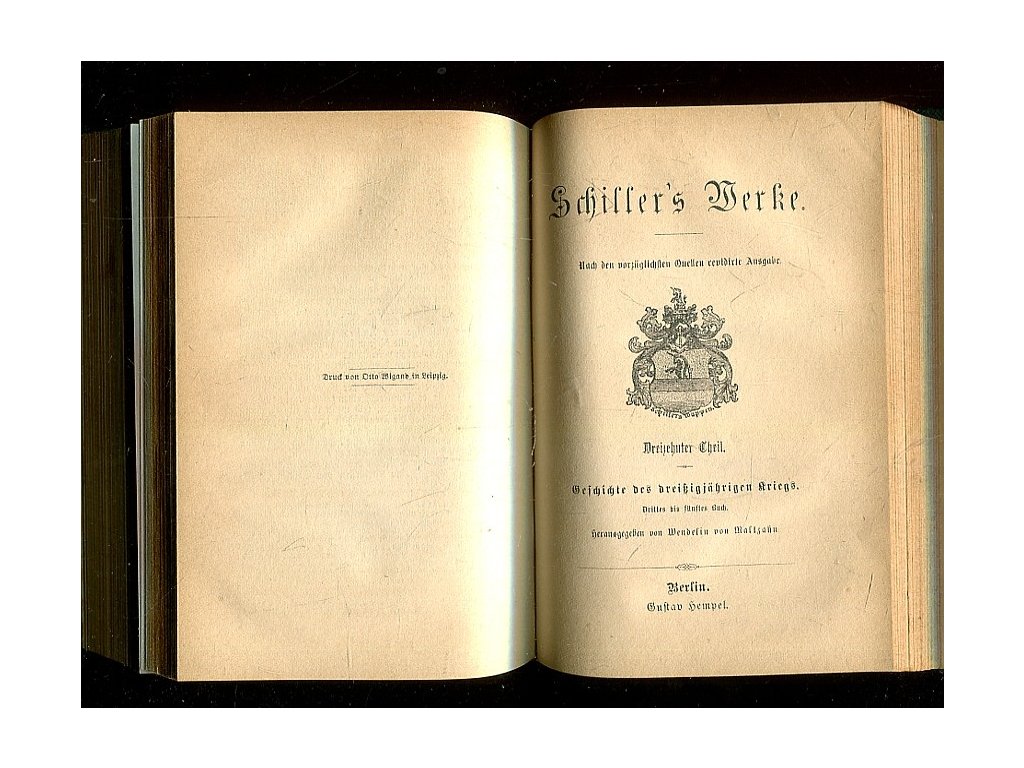 Druck von Otto Wigand in Leipzig.
Schiller's Werke.
Nach den vorzüglichsten Quellen revidirte Ausgabe.
Schillers Wappen.
Dreizehnter Theil.
Geschichte des dreißigjährigen Kriegs.
Drittes bis fünftes Buch.
Herausgegeben von Wendelin von Maltzahn
Berlin.
Gustav Hempel.